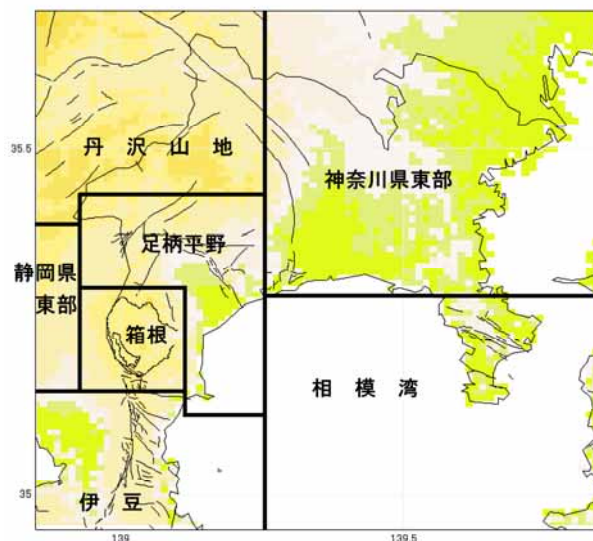 35.5
丹沢山地
神奈川県東部
足柄平野
静岡県
東部
箱根
相模湾
35
伊豆
139
139.5